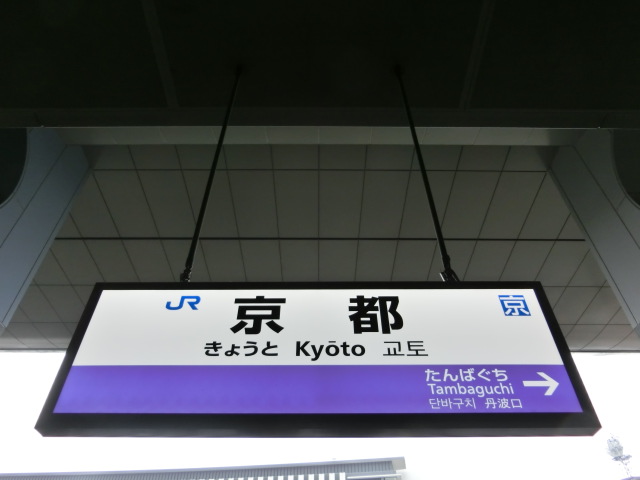 JR 京都 京
きょうと Kyōto 교토
たんばぐち
Tambaguchi
단바구치 丹波口